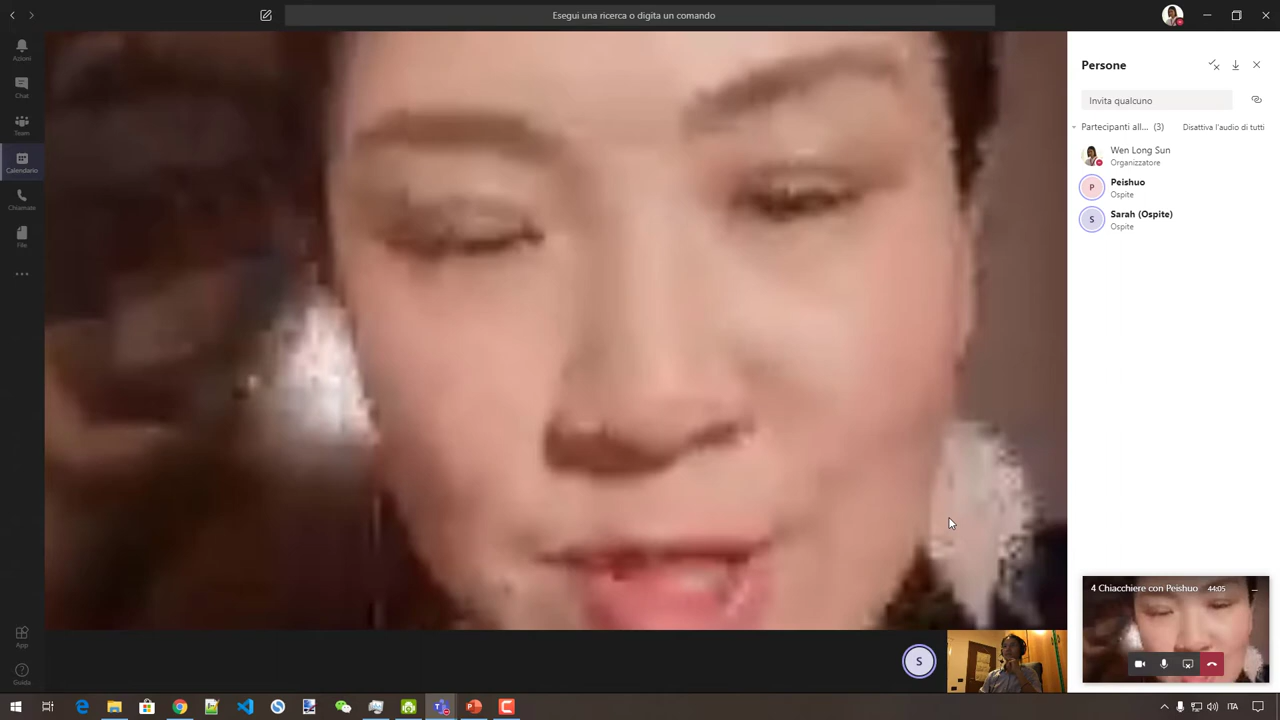 Esegui una ricerca o digita un comando
Azioni
Chat
Team
Calendario
Chiamate
File
App
Guida
Persone
Invita qualcuno
Partecipanti all... (3) Disattiva l'audio di tutti
Wen Long Sun
Organizzatore
P
Peishuo
Ospite
S
Sarah (Ospite)
Ospite
4 Chiacchiere con Peishuo 44:05
S
ITA